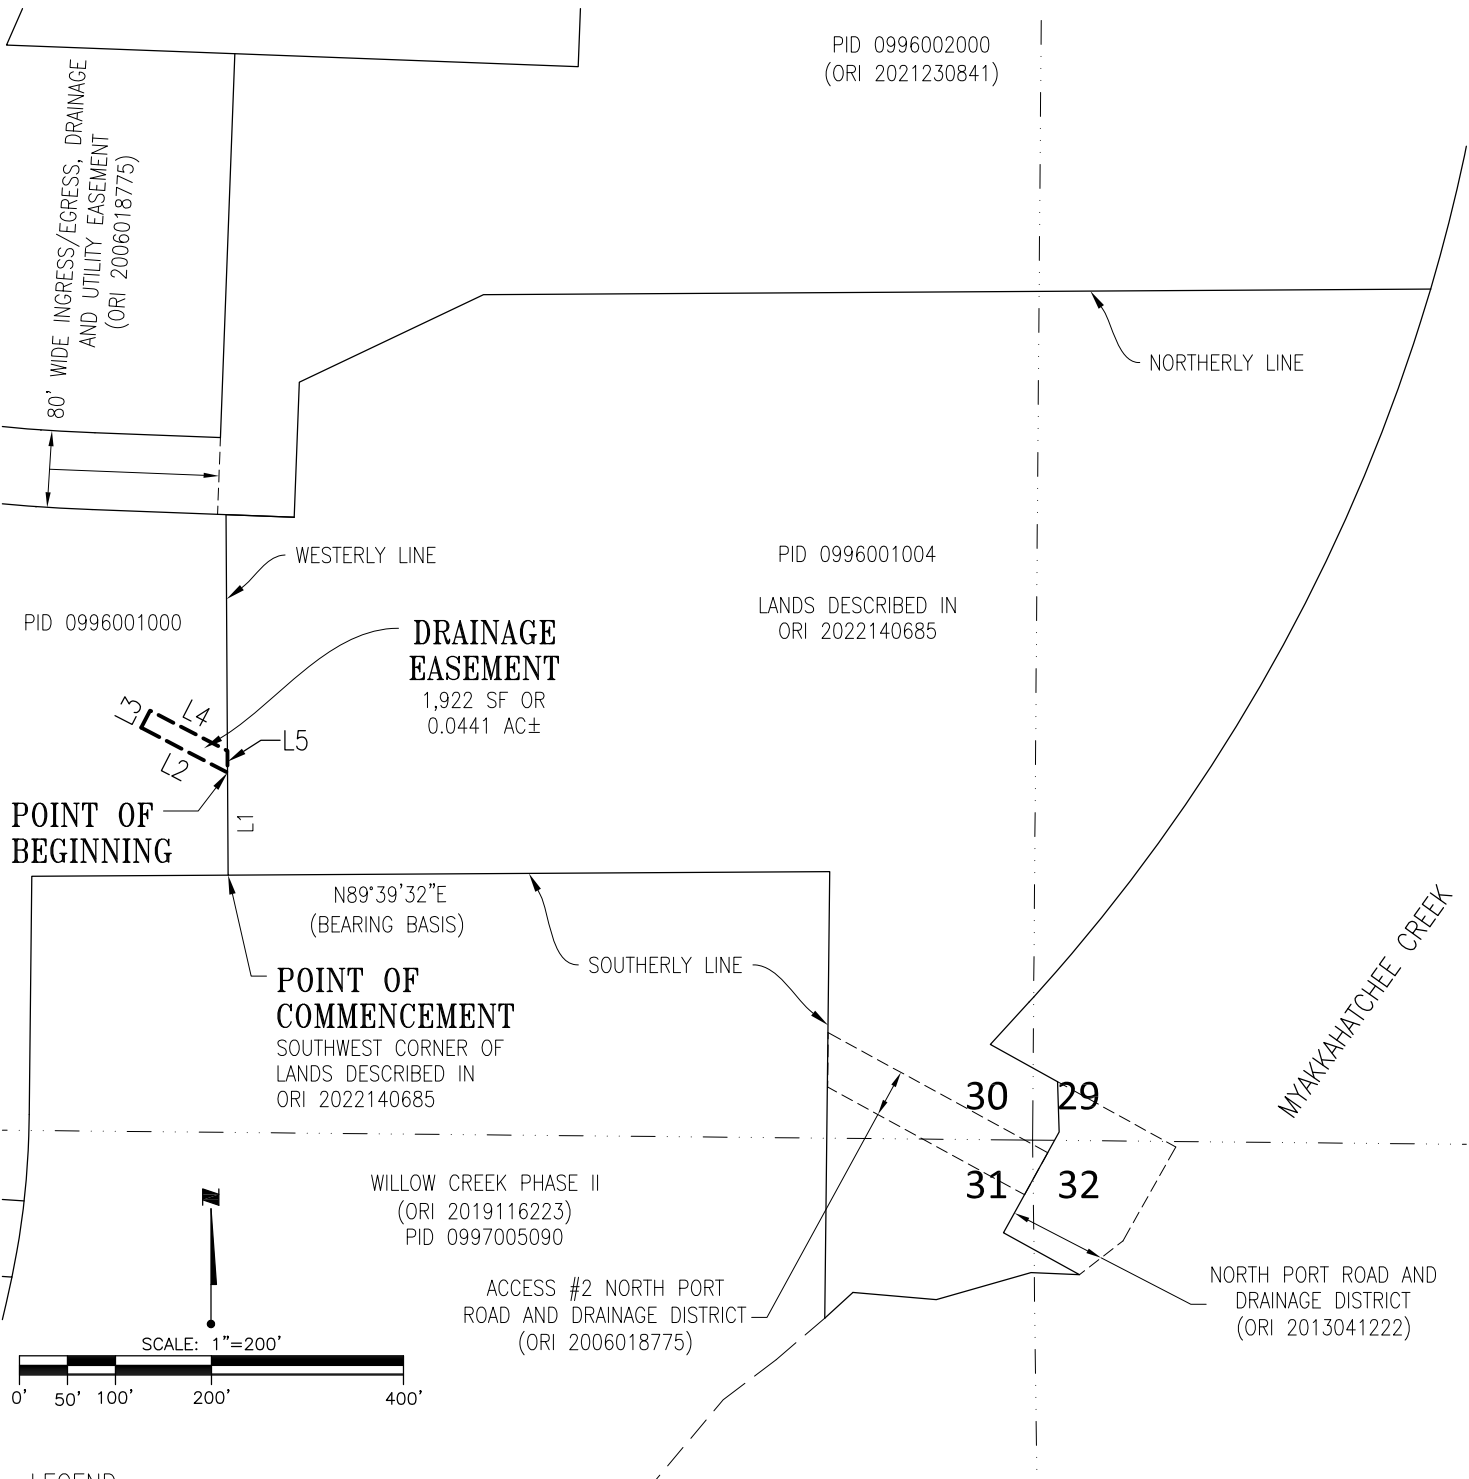 PID 0996002000
(ORI 2021230841)
80' WIDE INGRESS/EGRESS, DRAINAGE
AND UTILITY EASEMENT
(ORI 2006018775)
NORTHERLY LINE
WESTERLY LINE
PID 0996001004
LANDS DESCRIBED IN
ORI 2022140685
PID 0996001000
DRAINAGE
EASEMENT
1,922 SF OR
0.0441 AC±
L3
L4
L5
L2
L1
POINT OF
BEGINNING
N89°39'32"E
(BEARING BASIS)
SOUTHERLY LINE
POINT OF
COMMENCEMENT
SOUTHWEST CORNER OF
LANDS DESCRIBED IN
ORI 2022140685
MYAKKAHATCHEE CREEK
30
29
31
32
WILLOW CREEK PHASE II
(ORI 2019116223)
PID 0997005090
N
ACCESS #2 NORTH PORT
ROAD AND DRAINAGE DISTRICT
(ORI 2006018775)
NORTH PORT ROAD AND
DRAINAGE DISTRICT
(ORI 2013041222)
SCALE: 1"=200'
0' 50' 100' 200' 400'
LEGEND